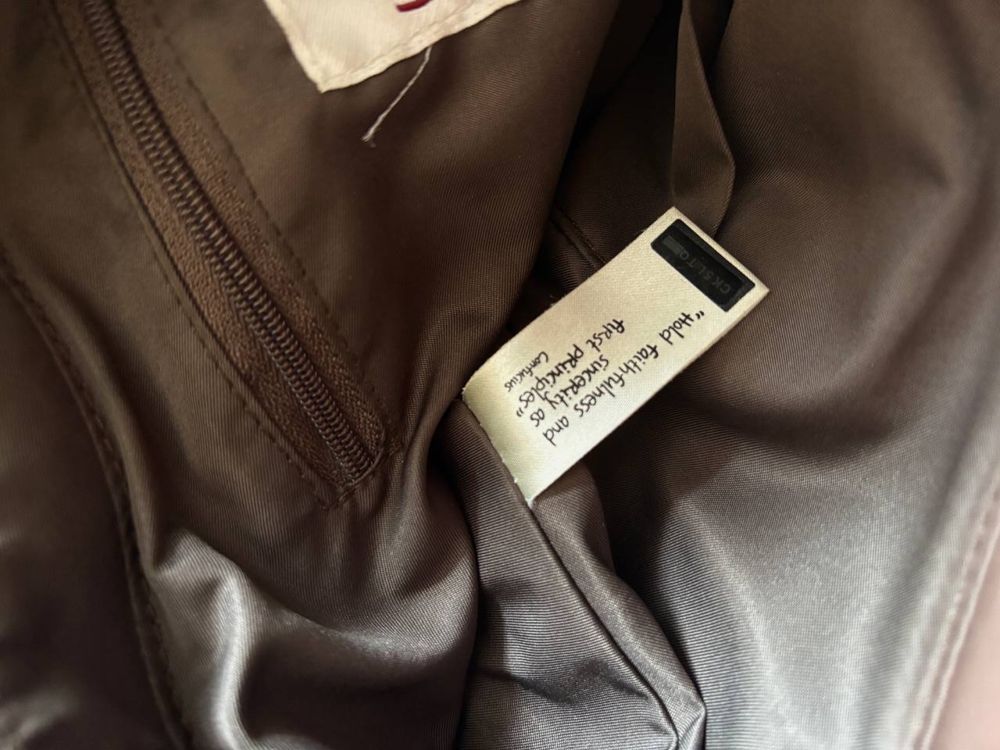 "Hold faithfulness and
sincerity as
first principles"
Confucius